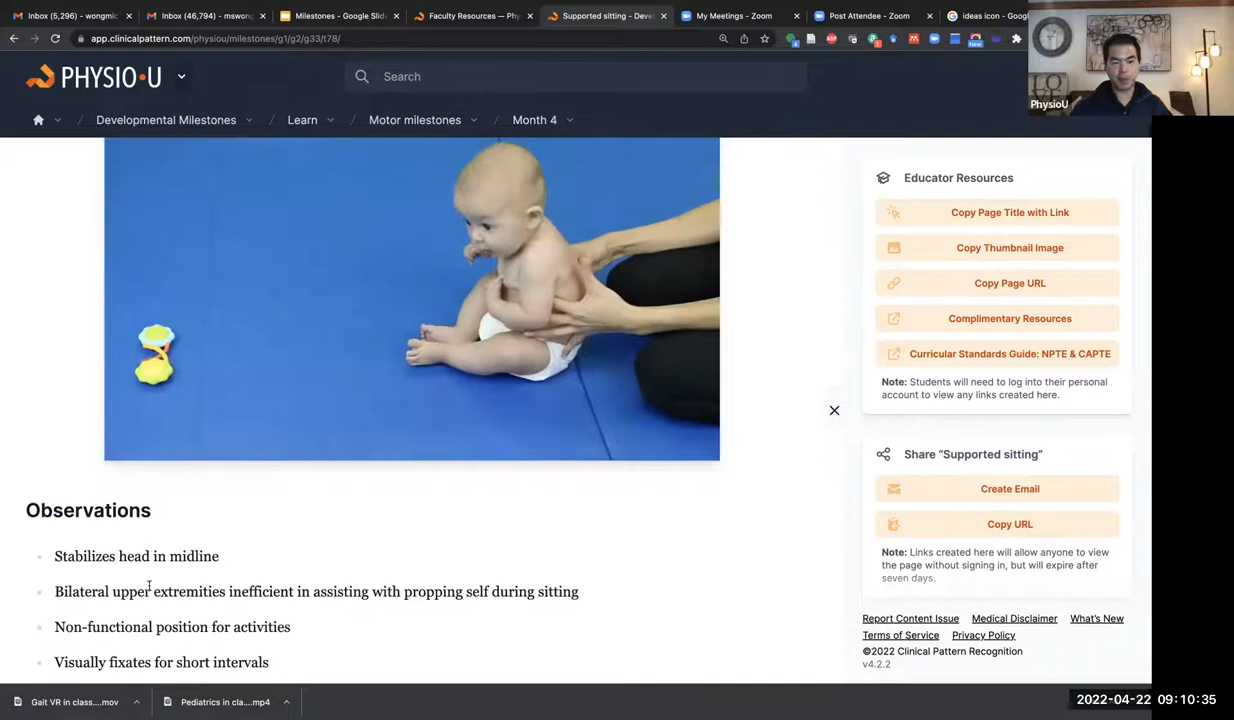 Inbox (5,296) - wongmic
Inbox (46,794) - mswong
Milestones - Google Slide
Faculty Resources — Phy
Supported sitting - Deve
My Meetings - Zoom
Post Attendee - Zoom
ideas icon - Goog
app.clinicalpattern.com/physiou/milestones/g1/g2/g33/t78/
New
PHYSIO•U
Search
PhysioU
Developmental Milestones / Learn / Motor milestones / Month 4
Educator Resources
Copy Page Title with Link
Copy Thumbnail Image
Copy Page URL
Complimentary Resources
Curricular Standards Guide: NPTE & CAPTE
Note: Students will need to log into their personal
account to view any links created here.
Share "Supported sitting"
Create Email
Copy URL
Note: Links created here will allow anyone to view
the page without signing in, but will expire after
seven days.
Report Content Issue Medical Disclaimer What's New
Terms of Service Privacy Policy
©2022 Clinical Pattern Recognition
v4.2.2
Observations
Stabilizes head in midline
Bilateral upper extremities inefficient in assisting with propping self during sitting
Non-functional position for activities
Visually fixates for short intervals
Gait VR in class....mov
Pediatrics in cla....mp4
2022-04-22 09:10:35